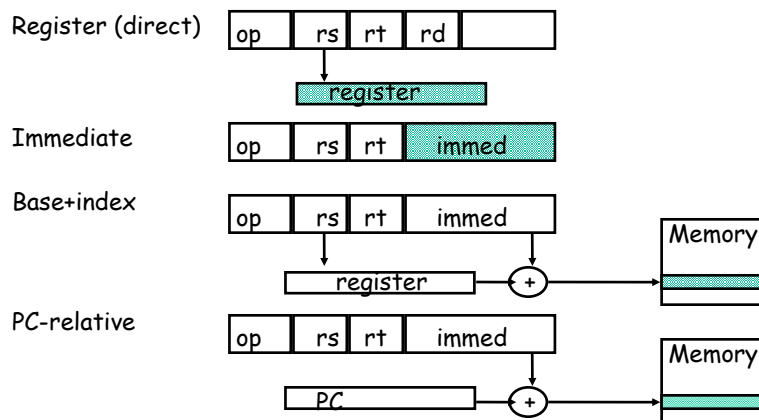 Register (direct)
op rs rt rd
register
Immediate
op rs rt immed
Base+index
op rs rt immed
Memory
register +
PC-relative
op rs rt immed
Memory
PC +